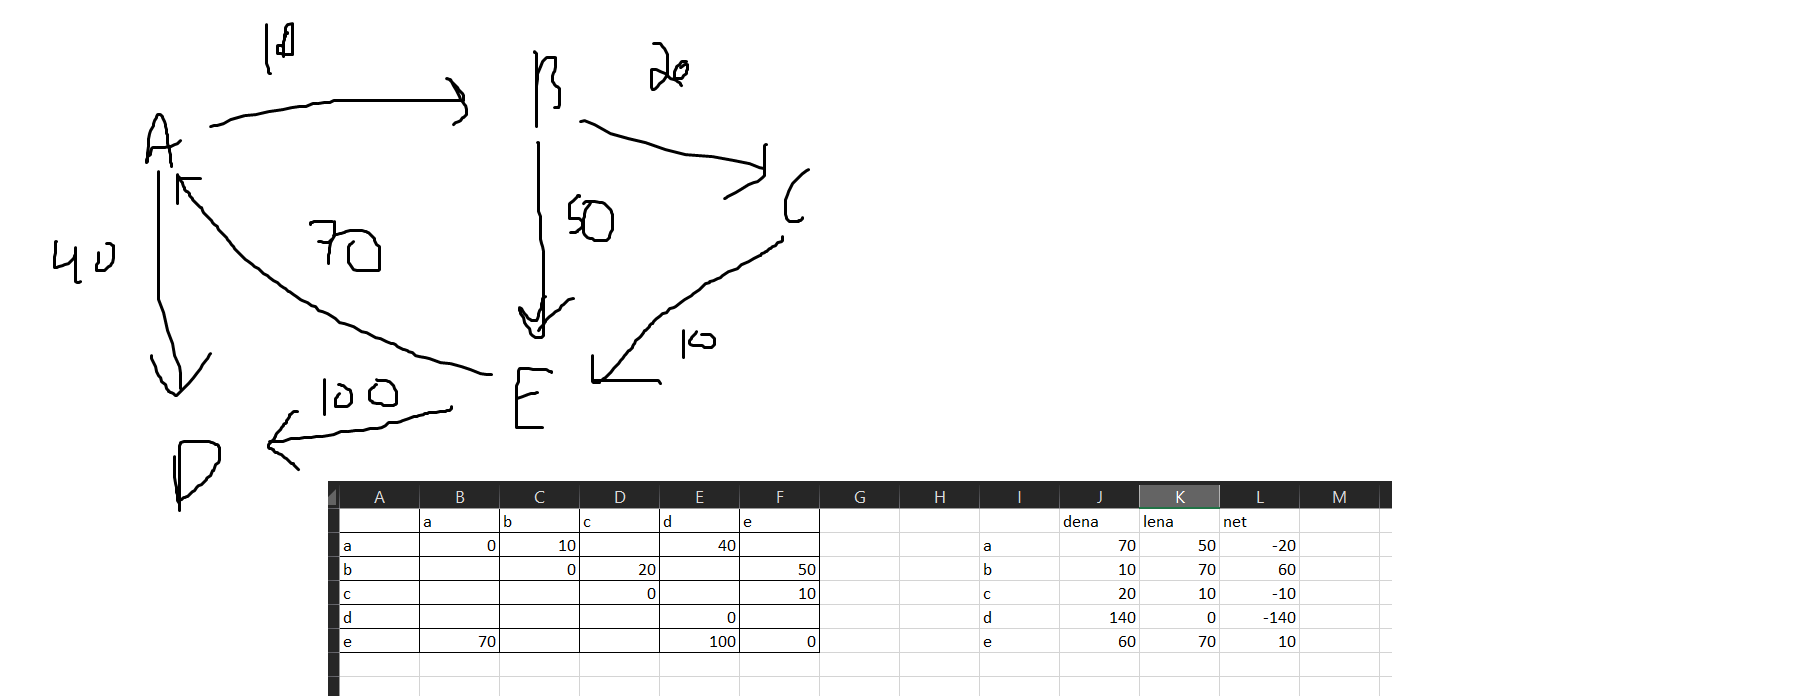 10
B
20
A
C
50
70
40
10
100
E
D
A B C D E F G H I J K L M
a b c d e dena lena net
a 0 10 40 a 70 50 -20
b 0 20 50 b 10 70 60
c 0 10 c 20 10 -10
d 0 d 140 0 -140
e 70 100 0 e 60 70 10